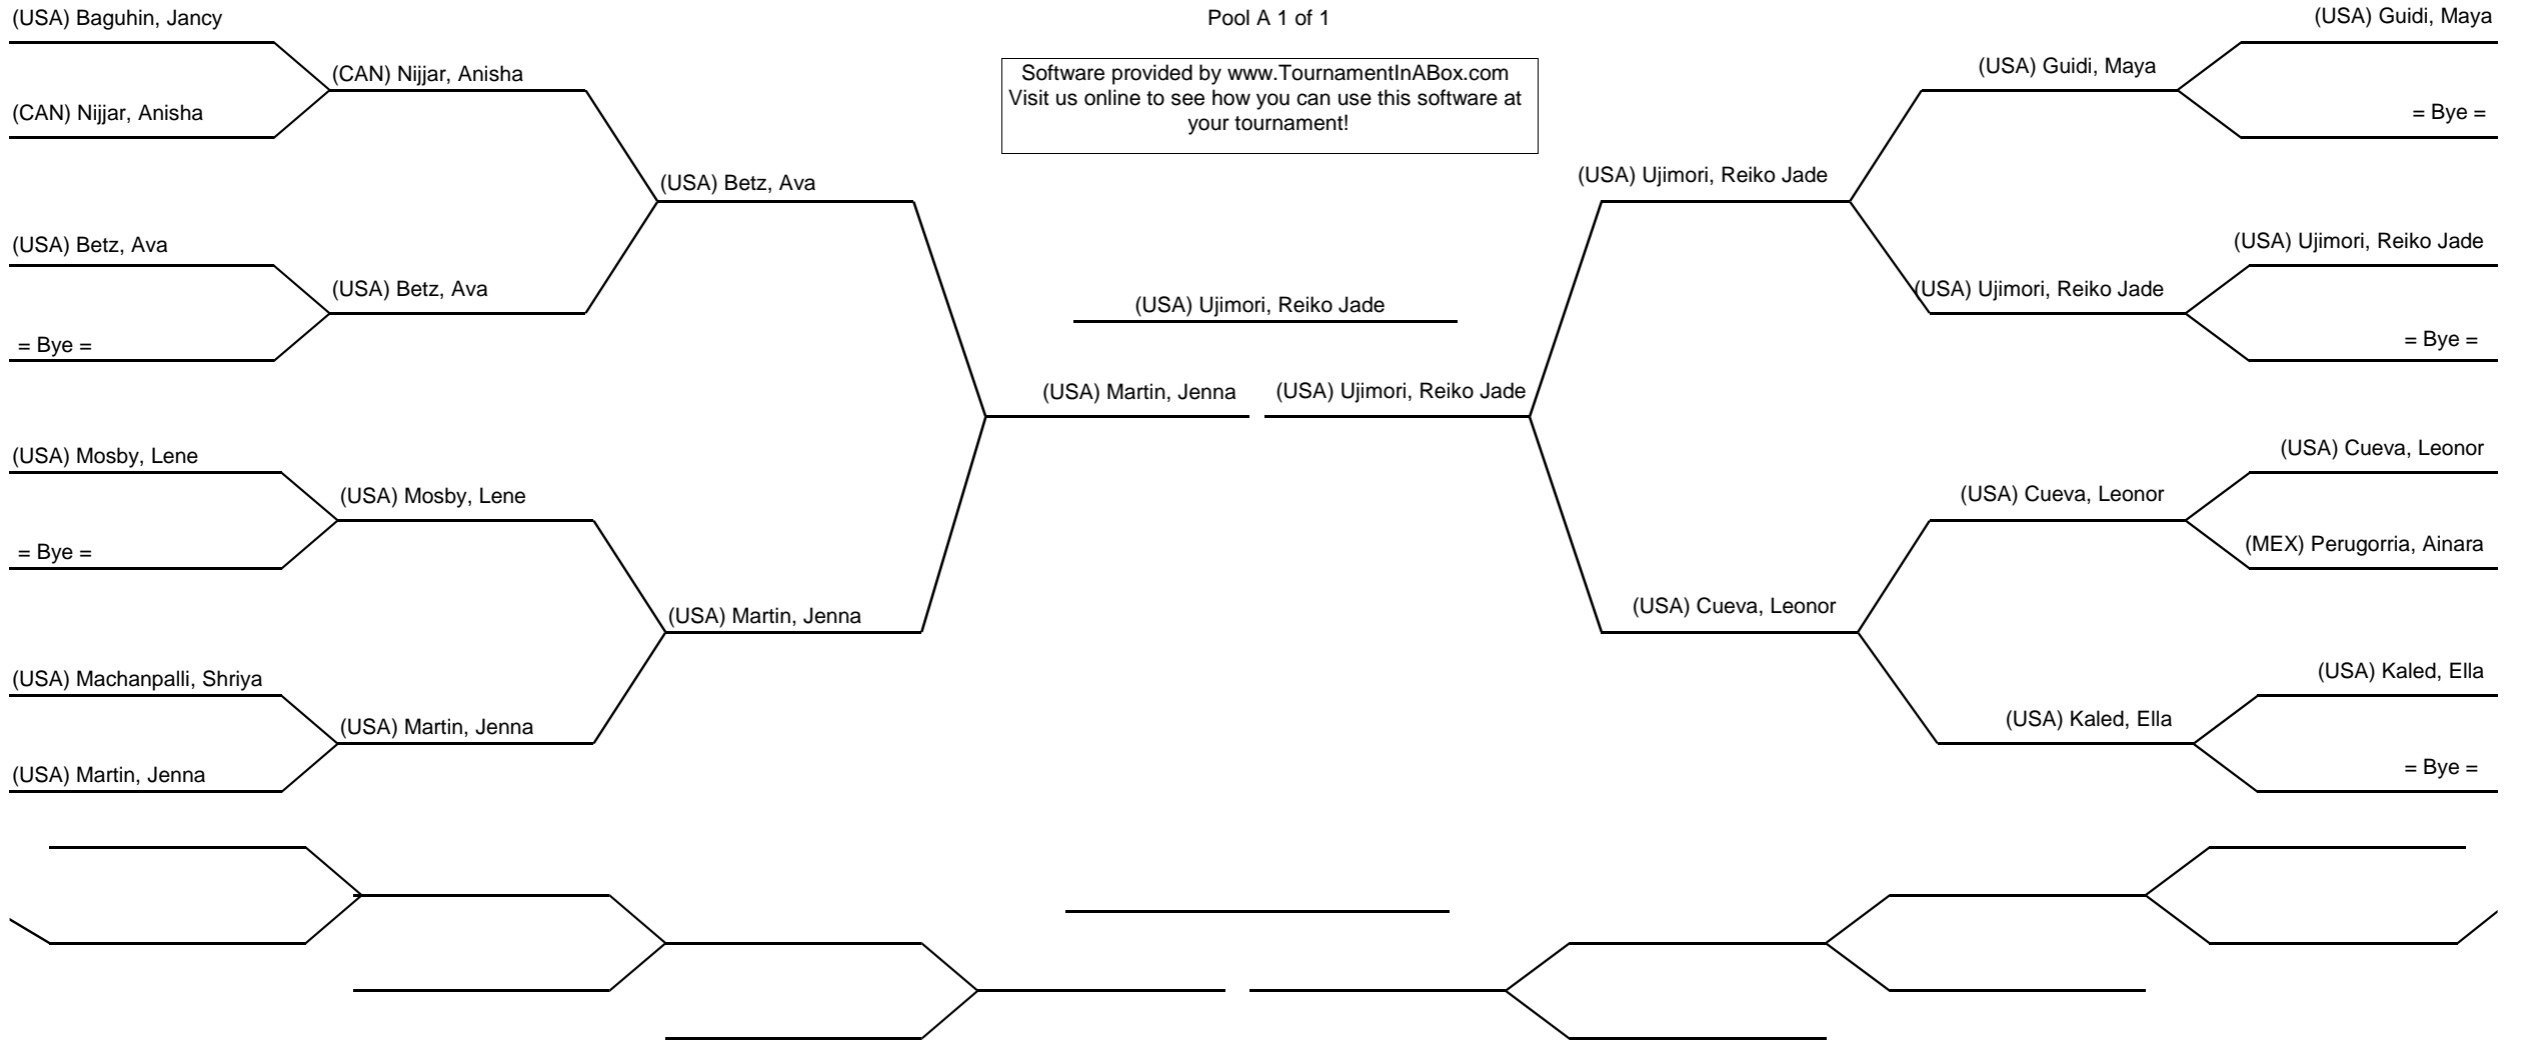 Pool A 1 of 1
Software provided by www.TournamentInABox.com
Visit us online to see how you can use this software at
your tournament!
(USA) Baguhin, Jancy
(CAN) Nijjar, Anisha
(USA) Betz, Ava
= Bye =
(USA) Mosby, Lene
= Bye =
(USA) Machanpalli, Shriya
(USA) Martin, Jenna
(CAN) Nijjar, Anisha
(USA) Betz, Ava
(USA) Mosby, Lene
(USA) Martin, Jenna
(USA) Betz, Ava
(USA) Martin, Jenna
(USA) Ujimori, Reiko Jade
(USA) Martin, Jenna
(USA) Ujimori, Reiko Jade
(USA) Ujimori, Reiko Jade
(USA) Cueva, Leonor
(USA) Guidi, Maya
(USA) Ujimori, Reiko Jade
(USA) Cueva, Leonor
(USA) Kaled, Ella
(USA) Guidi, Maya
= Bye =
(USA) Ujimori, Reiko Jade
= Bye =
(USA) Cueva, Leonor
(MEX) Perugorria, Ainara
(USA) Kaled, Ella
= Bye =